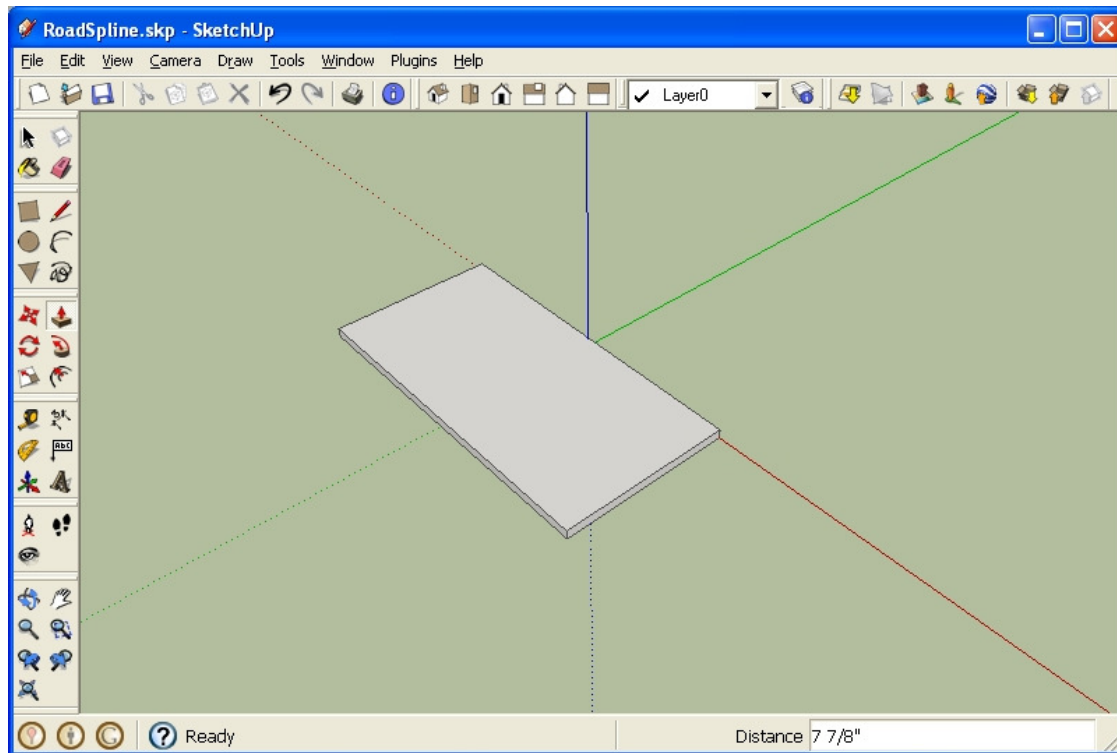 RoadSpline.skp - SketchUp
File Edit View Camera Draw Tools Window Plugins Help
Layer0
Abc
Ready
Distance 7 7/8"